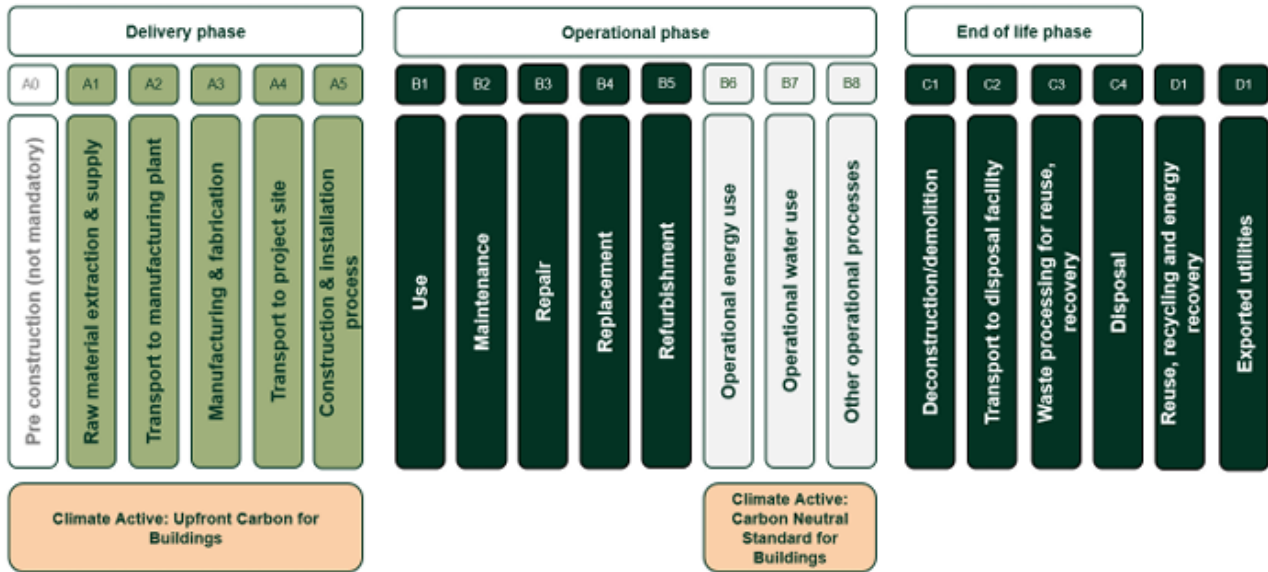 Delivery phase
Operational phase
End of life phase
A0
A1
A2
A3
A4
A5
B1
B2
B3
B4
B5
B6
B7
B8
C1
C2
C3
C4
D1
D1
Pre construction (not mandatory)
Raw material extraction & supply
Transport to manufacturing plant
Manufacturing & fabrication
Transport to project site
Construction & installation
process
Use
Maintenance
Repair
Replacement
Refurbishment
Operational energy use
Operational water use
Other operational processes
Deconstruction/demolition
Transport to disposal facility
Waste processing for reuse,
recovery
Disposal
Reuse, recycling and energy
recovery
Exported utilities
Climate Active: Upfront Carbon for
Buildings
Climate Active:
Carbon Neutral
Standard for
Buildings